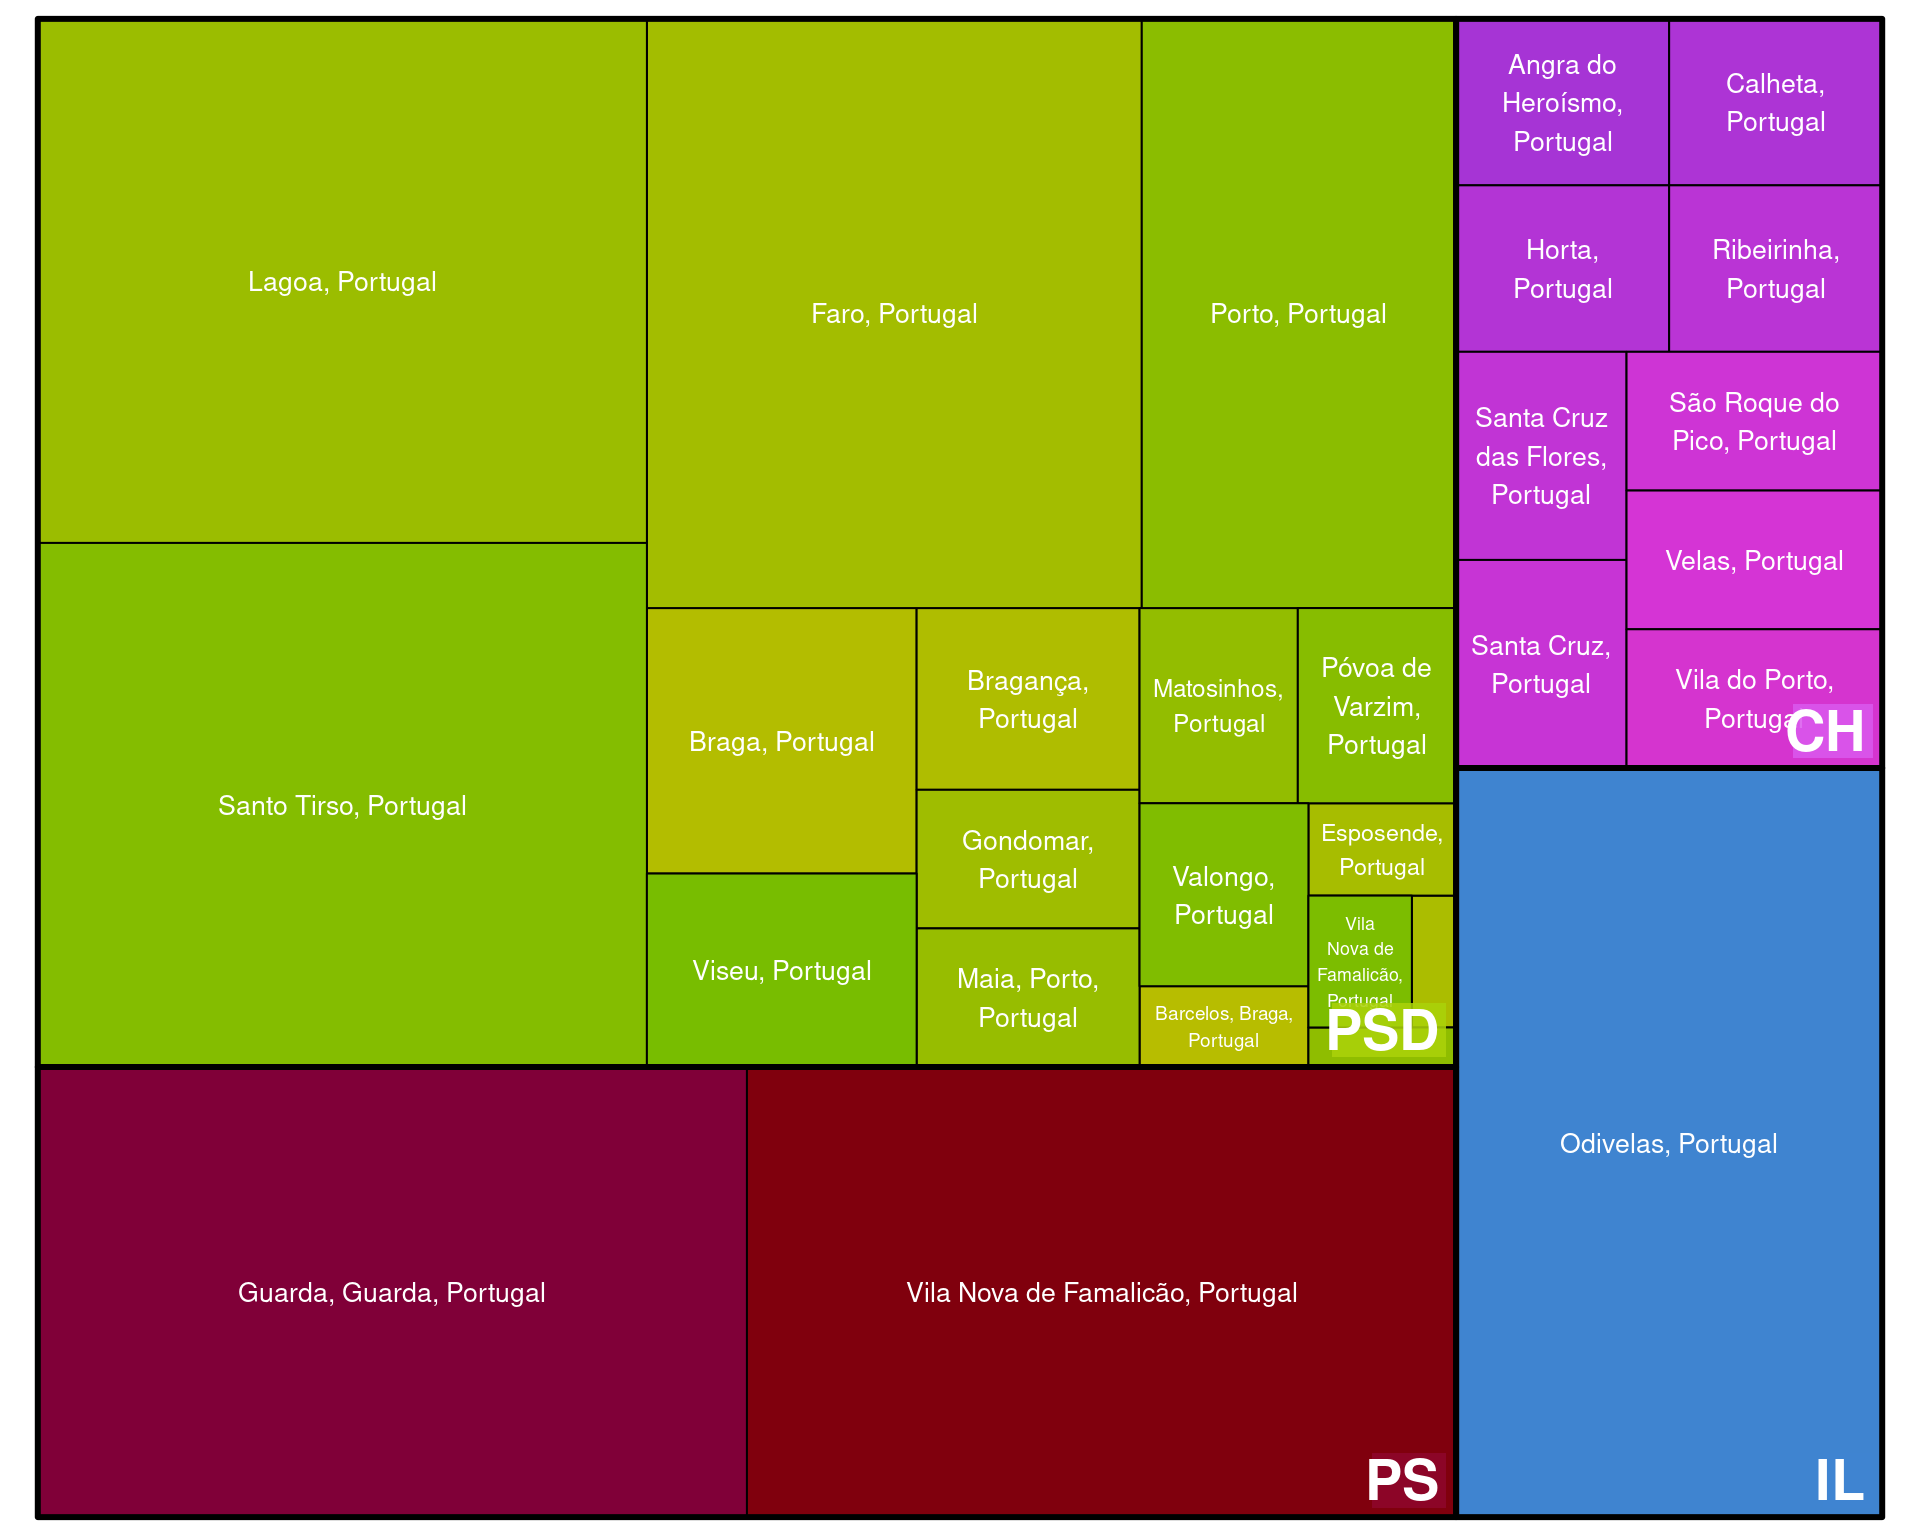 Lagoa, Portugal
Santo Tirso, Portugal
Faro, Portugal
Porto, Portugal
Braga, Portugal
Viseu, Portugal
Bragança,
Portugal
Gondomar,
Portugal
Maia, Porto,
Portugal
Matosinhos,
Portugal
Póvoa de
Varzim,
Portugal
Valongo,
Portugal
Barcelos, Braga,
Portugal
Esposende,
Portugal
Vila
Nova de
Famalicão,
Portugal
PSD
Guarda, Guarda, Portugal
Vila Nova de Famalicão, Portugal
PS
Angra do
Heroísmo,
Portugal
Calheta,
Portugal
Horta,
Portugal
Ribeirinha,
Portugal
Santa Cruz
das Flores,
Portugal
Santa Cruz,
Portugal
São Roque do
Pico, Portugal
Velas, Portugal
Vila do Porto,
Portugal
CH
Odivelas, Portugal
IL